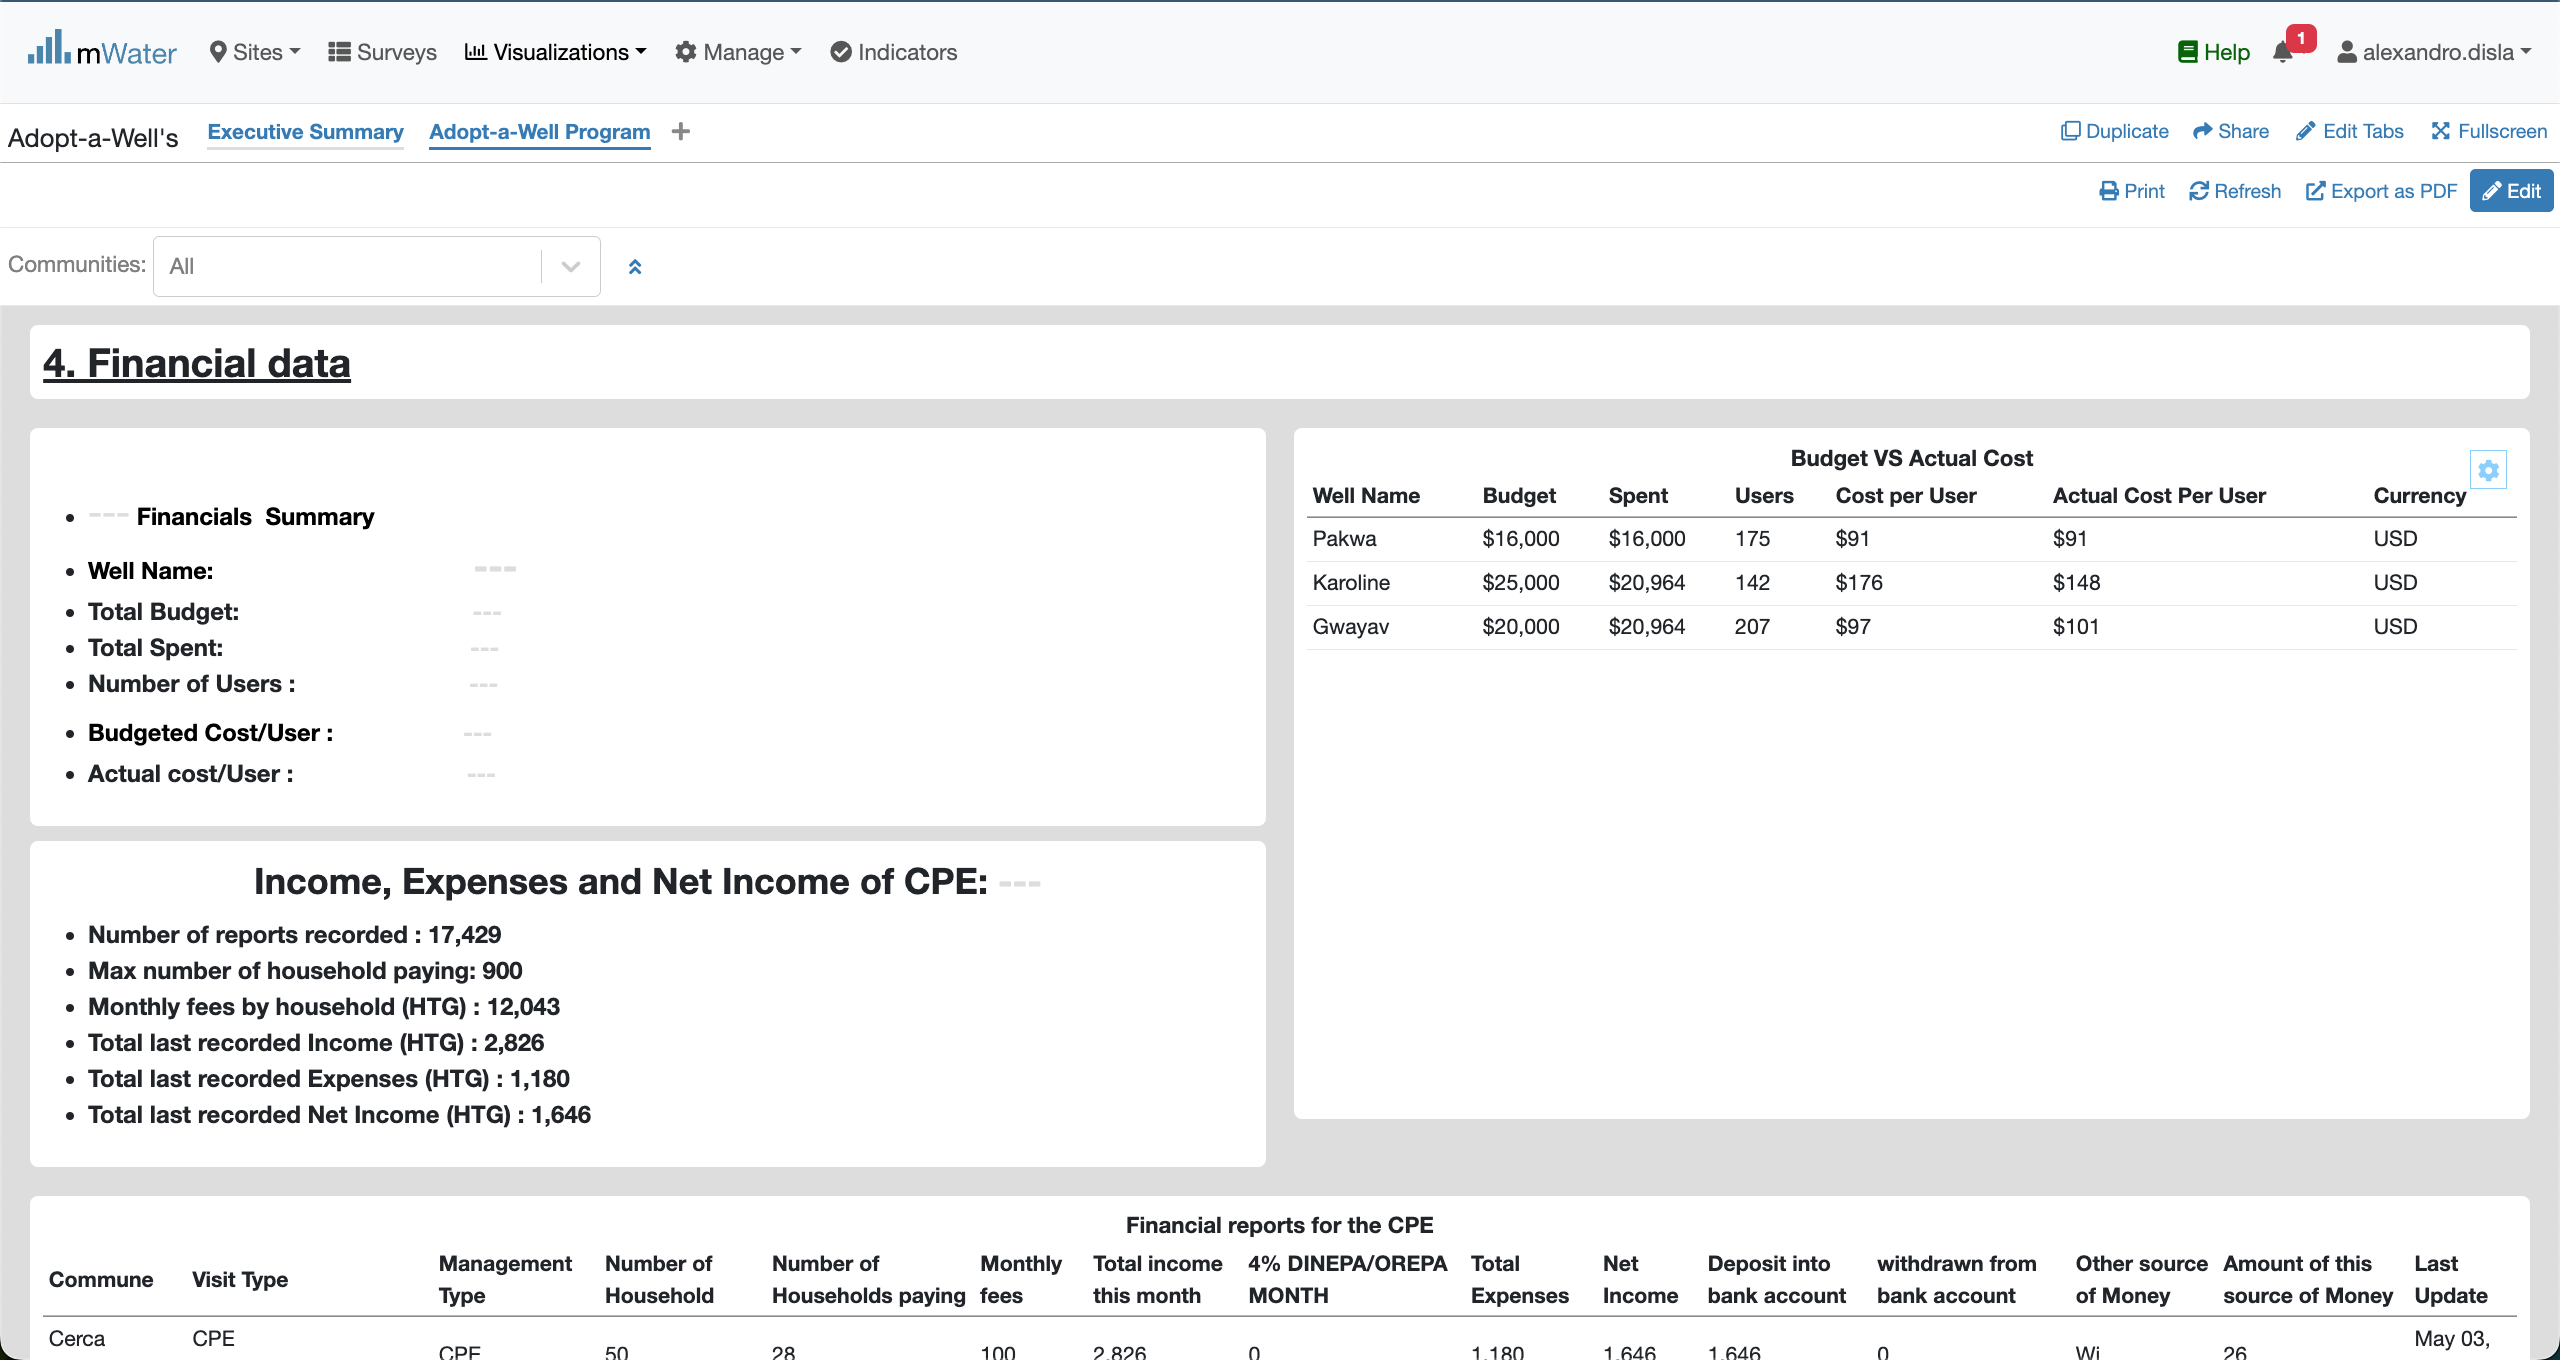 mWater Sites Surveys Visualizations Manage Indicators Help 1 alexandro.disla
Adopt-a-Well's Executive Summary Adopt-a-Well Program + Duplicate Share Edit Tabs Fullscreen
Print Refresh Export as PDF Edit
Communities: All
4. Financial data
• --- Financials Summary
• Well Name: ---
• Total Budget: ---
• Total Spent: ---
• Number of Users : ---
• Budgeted Cost/User : ---
• Actual cost/User : ---
Budget VS Actual Cost
Well Name Budget Spent Users Cost per User Actual Cost Per User Currency
Pakwa $16,000 $16,000 175 $91 $91 USD
Karoline $25,000 $20,964 142 $176 $148 USD
Gwayav $20,000 $20,964 207 $97 $101 USD
Income, Expenses and Net Income of CPE: ---
• Number of reports recorded : 17,429
• Max number of household paying: 900
• Monthly fees by household (HTG) : 12,043
• Total last recorded Income (HTG) : 2,826
• Total last recorded Expenses (HTG) : 1,180
• Total last recorded Net Income (HTG) : 1,646
Financial reports for the CPE
Commune Visit Type Management Type Number of Household Number of Households paying Monthly fees Total income this month 4% DINEPA/OREPA MONTH Total Expenses Net Income Deposit into bank account withdrawn from bank account Other source of Money Amount of this source of Money Last Update
Cerca CPE CPE 50 28 100 2,826 0 1,180 1,646 1,646 0 Wi 26 May 03,